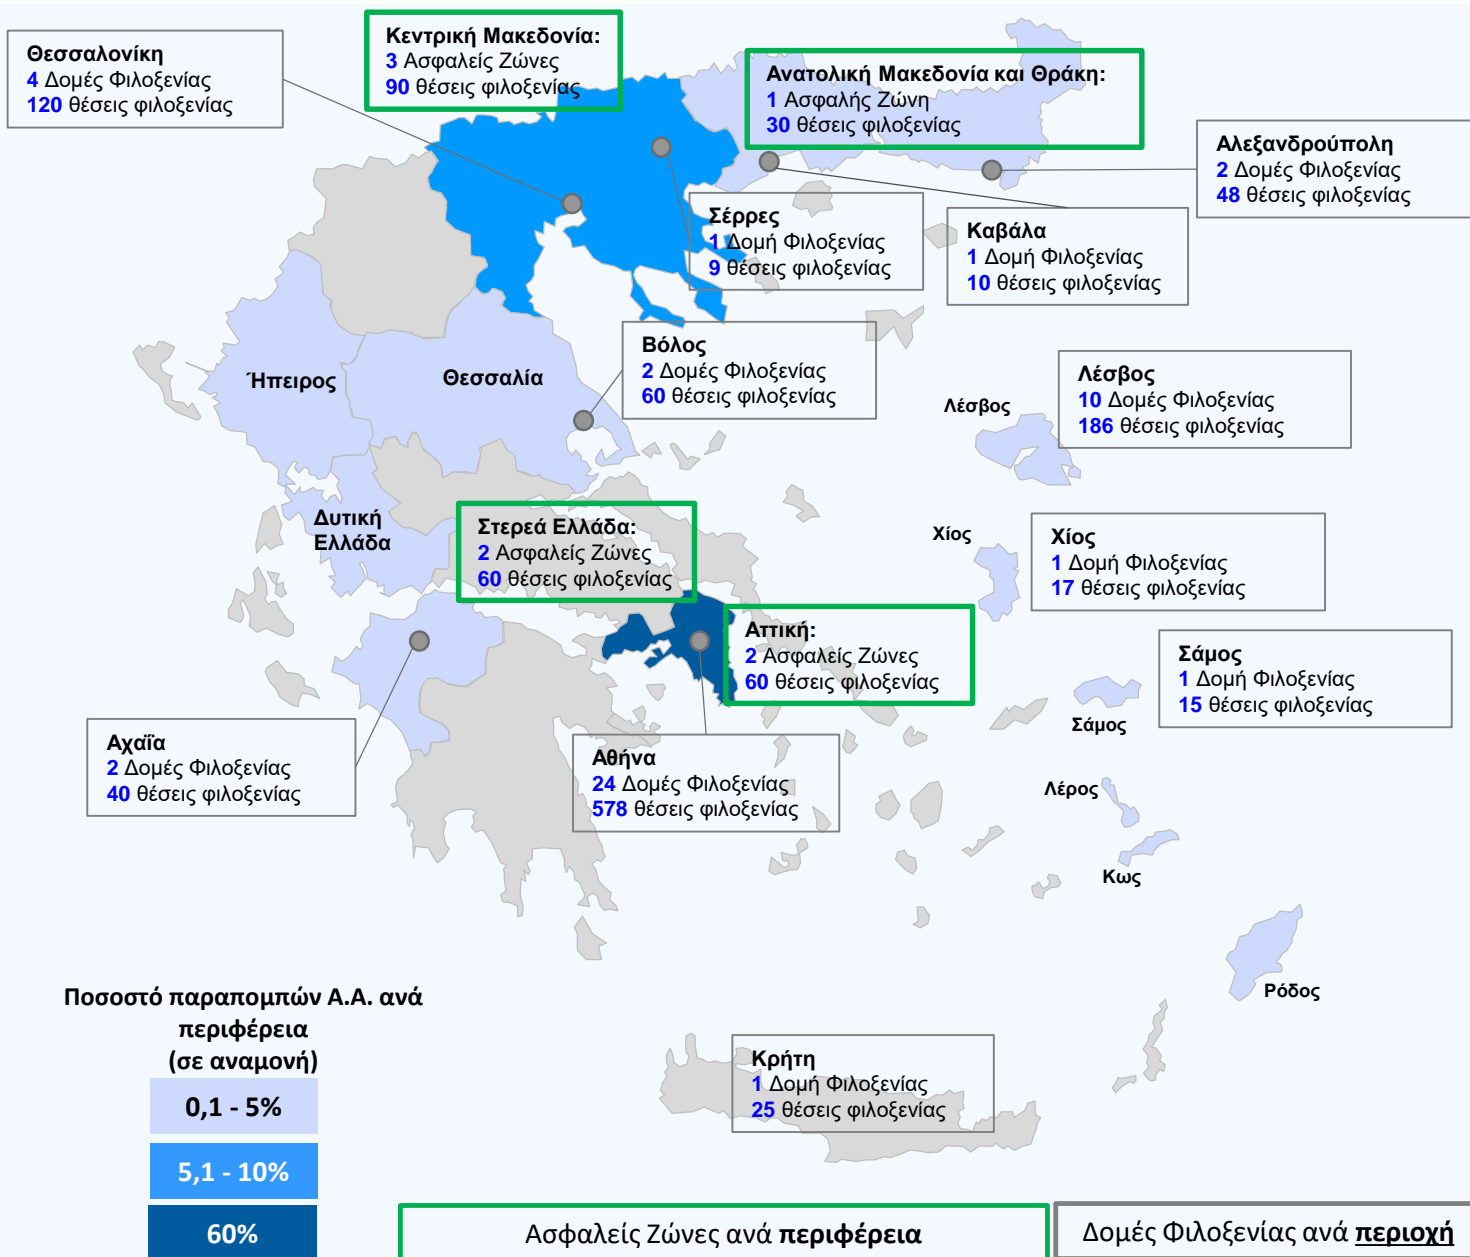 Θεσσαλονίκη
4 Δομές Φιλοξενίας
120 θέσεις φιλοξενίας
Κεντρική Μακεδονία:
3 Ασφαλείς Ζώνες
90 θέσεις φιλοξενίας
Ανατολική Μακεδονία και Θράκη:
1 Ασφαλής Ζώνη
30 θέσεις φιλοξενίας
Αλεξανδρούπολη
2 Δομές Φιλοξενίας
48 θέσεις φιλοξενίας
Σέρρες
1 Δομή Φιλοξενίας
9 θέσεις φιλοξενίας
Καβάλα
1 Δομή Φιλοξενίας
10 θέσεις φιλοξενίας
Βόλος
2 Δομές Φιλοξενίας
60 θέσεις φιλοξενίας
Ήπειρος
Θεσσαλία
Λέσβος
Λέσβος
10 Δομές Φιλοξενίας
186 θέσεις φιλοξενίας
Δυτική
Ελλάδα
Στερεά Ελλάδα:
2 Ασφαλείς Ζώνες
60 θέσεις φιλοξενίας
Χίος
Χίος
1 Δομή Φιλοξενίας
17 θέσεις φιλοξενίας
Αττική:
2 Ασφαλείς Ζώνες
60 θέσεις φιλοξενίας
Σάμος
1 Δομή Φιλοξενίας
15 θέσεις φιλοξενίας
Σάμος
Αχαΐα
2 Δομές Φιλοξενίας
40 θέσεις φιλοξενίας
Αθήνα
24 Δομές Φιλοξενίας
578 θέσεις φιλοξενίας
Λέρος
Κως
Ρόδος
Κρήτη
1 Δομή Φιλοξενίας
25 θέσεις φιλοξενίας
Ποσοστό παραπομπών Α.Α. ανά
περιφέρεια
(σε αναμονή)
0,1 - 5%
5,1 - 10%
60%
Ασφαλείς Ζώνες ανά περιφέρεια
Δομές Φιλοξενίας ανά περιοχή